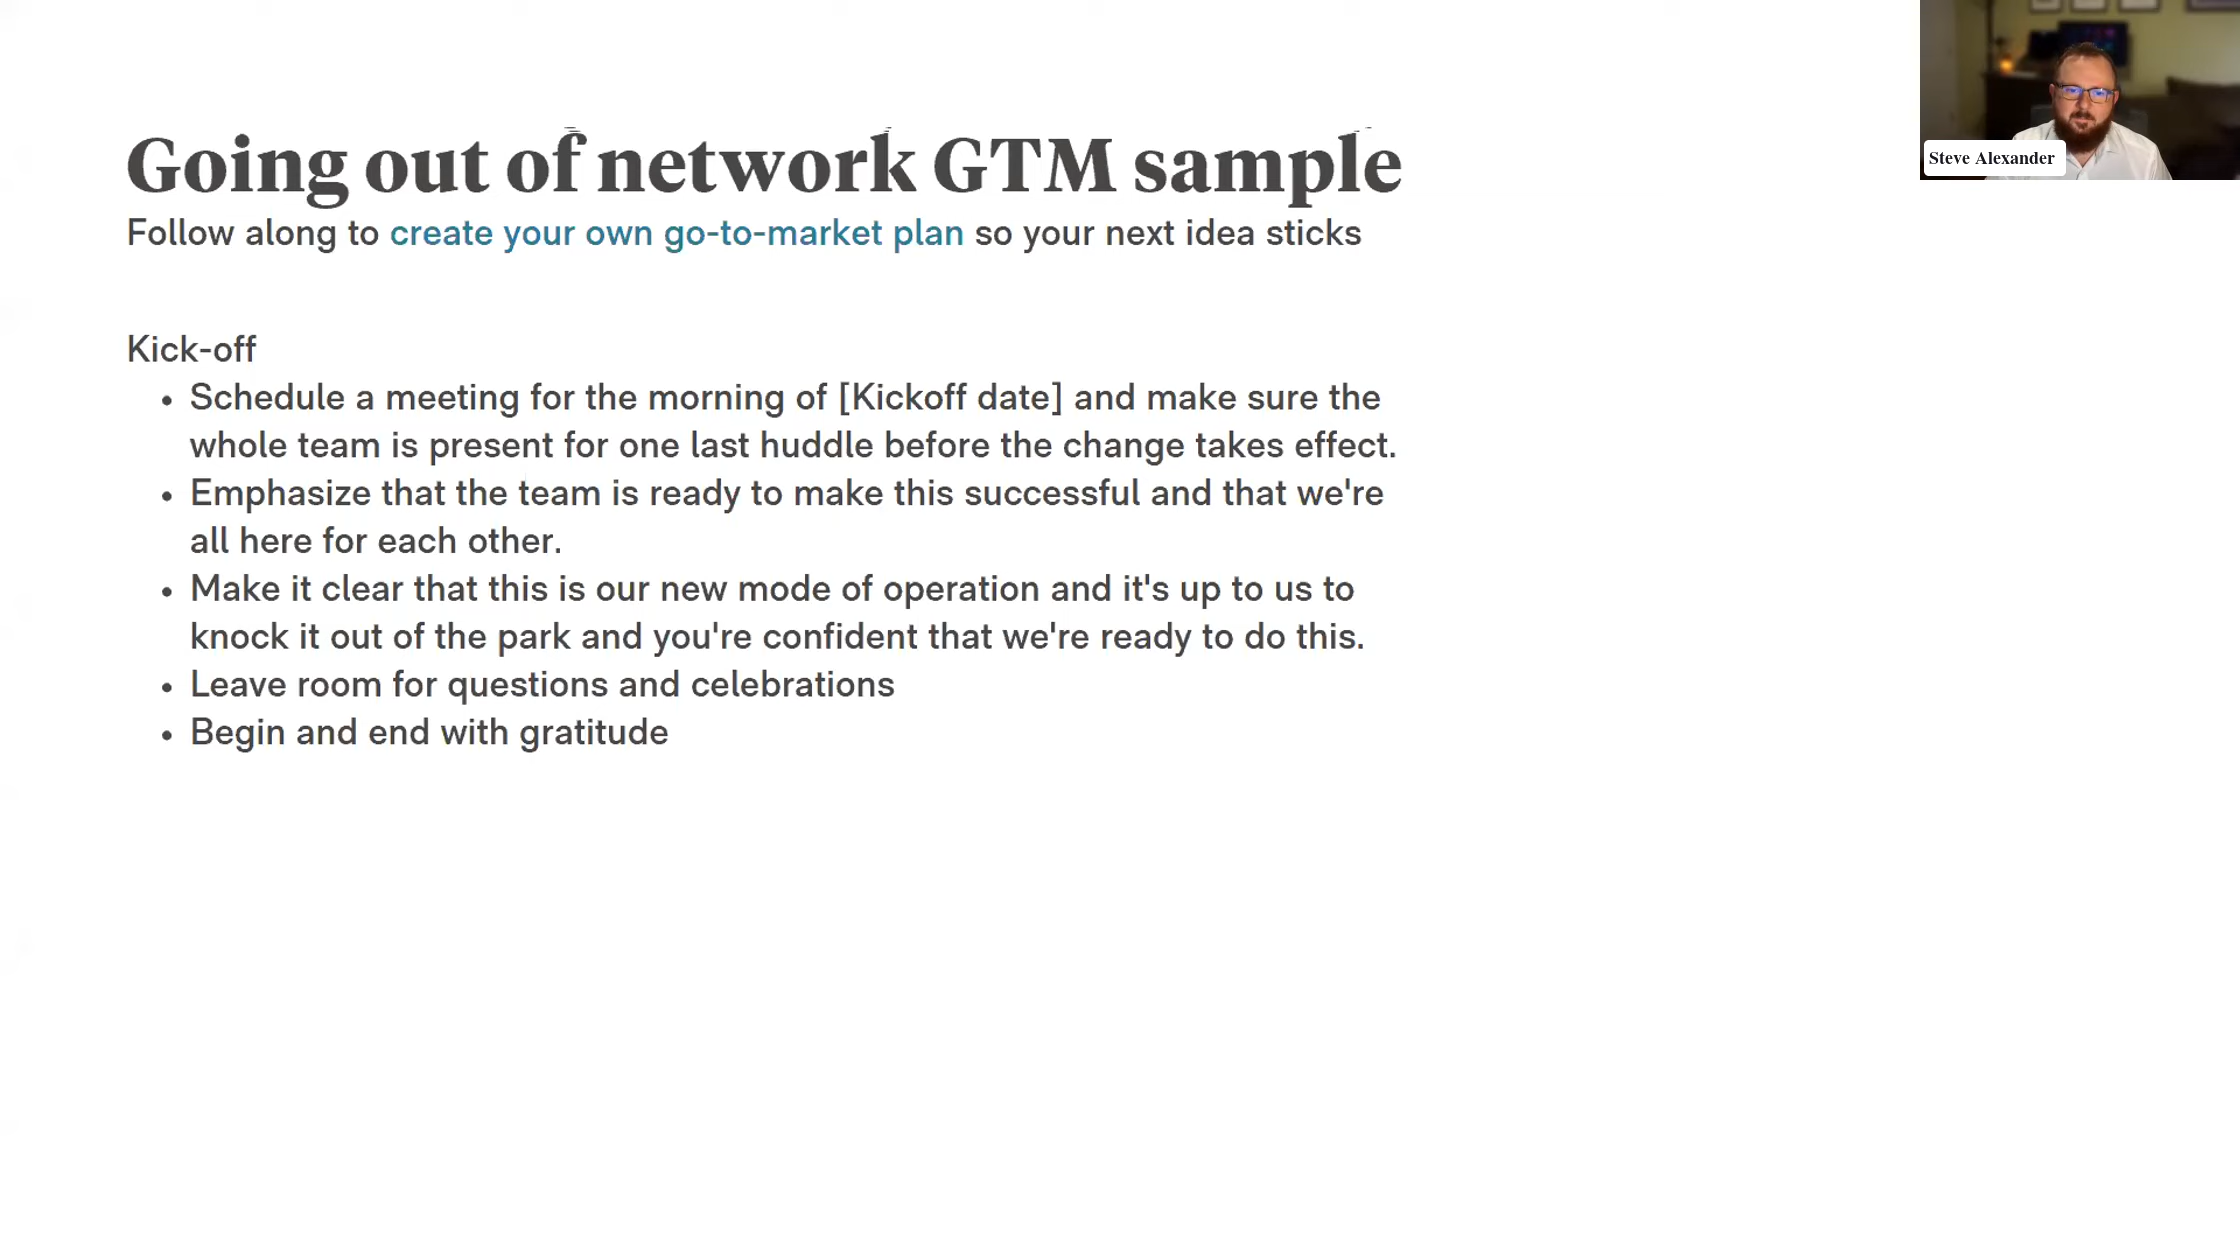 Going out of network GTM sample
Follow along to create your own go-to-market plan so your next idea sticks
Kick-off
• Schedule a meeting for the morning of [Kickoff date] and make sure the
whole team is present for one last huddle before the change takes effect.
• Emphasize that the team is ready to make this successful and that we're
all here for each other.
• Make it clear that this is our new mode of operation and it's up to us to
knock it out of the park and you're confident that we're ready to do this.
• Leave room for questions and celebrations
• Begin and end with gratitude
Steve Alexander